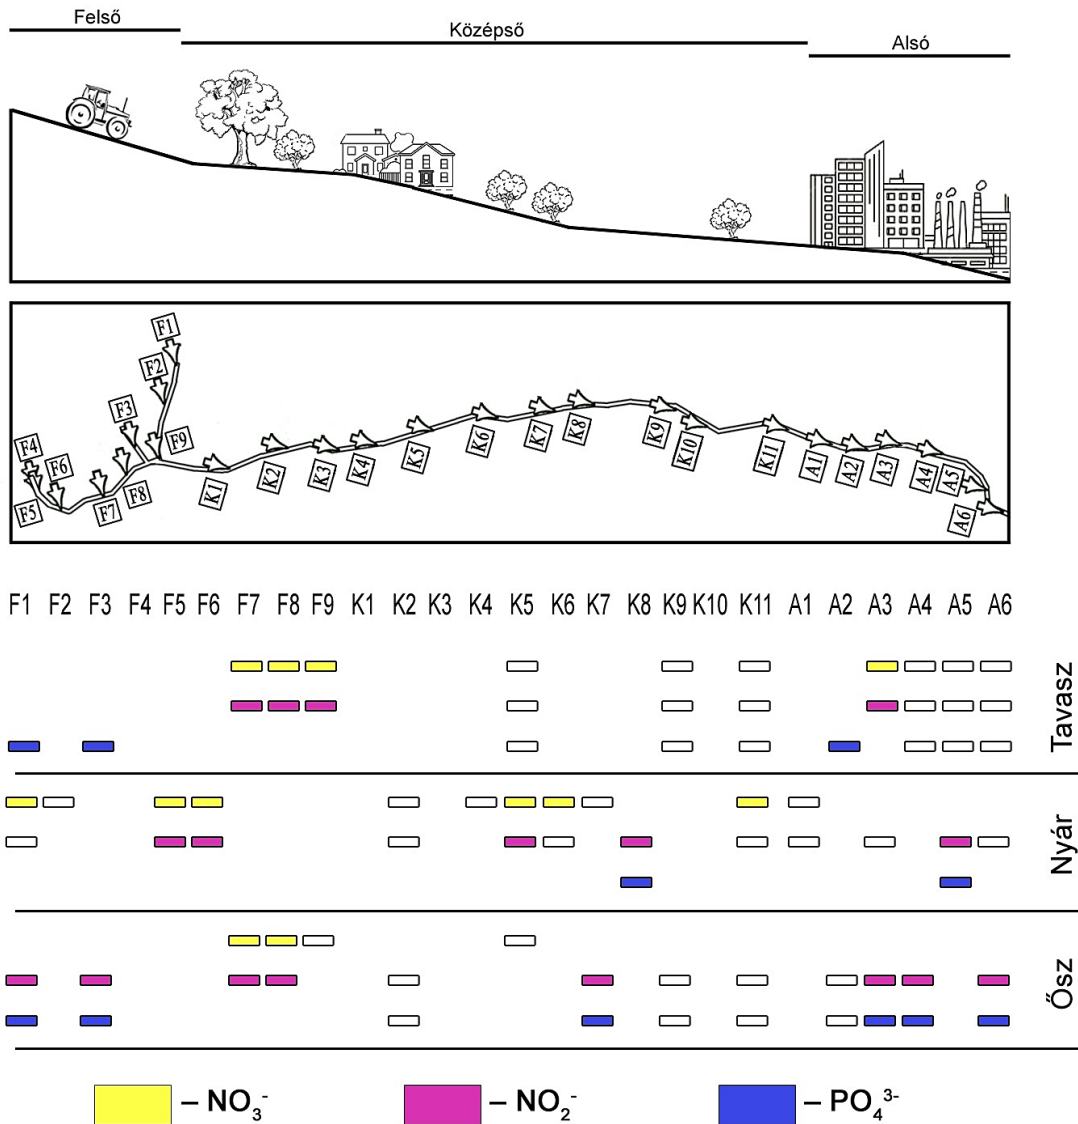 Felső
Középső
Alsó
F1
F2
F3
F4
F6
F5
F7
F8
F9
K1
K2
K3
K4
K5
K6
K7
K8
K9
K10
K11
A1
A2
A3
A4
A5
A6
F1 F2 F3 F4 F5 F6 F7 F8 F9 K1 K2 K3 K4 K5 K6 K7 K8 K9 K10 K11 A1 A2 A3 A4 A5 A6
Tavasz
Nyár
Ősz
– NO₃⁻ – NO₂⁻ – PO₄³⁻